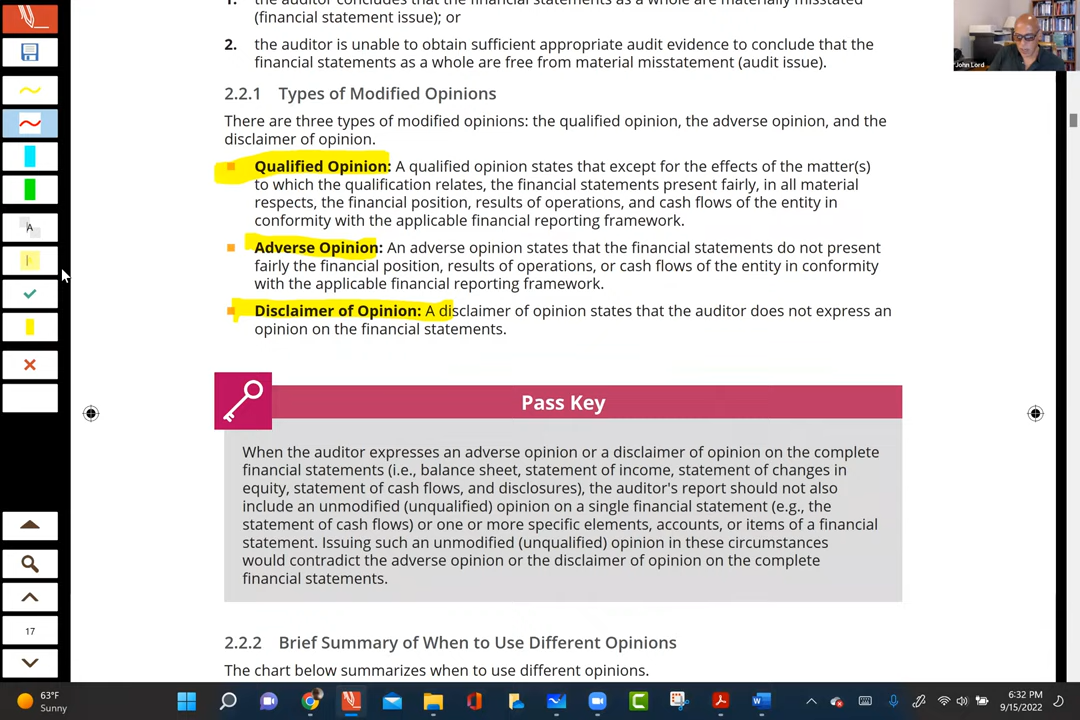 1. the auditor concludes that the financial statements as a whole are materially misstated
(financial statement issue); or
2. the auditor is unable to obtain sufficient appropriate audit evidence to conclude that the
financial statements as a whole are free from material misstatement (audit issue).
John Lord
2.2.1 Types of Modified Opinions
There are three types of modified opinions: the qualified opinion, the adverse opinion, and the
disclaimer of opinion.
Qualified Opinion: A qualified opinion states that except for the effects of the matter(s)
to which the qualification relates, the financial statements present fairly, in all material
respects, the financial position, results of operations, and cash flows of the entity in
conformity with the applicable financial reporting framework.
Adverse Opinion: An adverse opinion states that the financial statements do not present
fairly the financial position, results of operations, or cash flows of the entity in conformity
with the applicable financial reporting framework.
Disclaimer of Opinion: A disclaimer of opinion states that the auditor does not express an
opinion on the financial statements.
Pass Key
When the auditor expresses an adverse opinion or a disclaimer of opinion on the complete
financial statements (i.e., balance sheet, statement of income, statement of changes in
equity, statement of cash flows, and disclosures), the auditor's report should not also
include an unmodified (unqualified) opinion on a single financial statement (e.g., the
statement of cash flows) or one or more specific elements, accounts, or items of a financial
statement. Issuing such an unmodified (unqualified) opinion in these circumstances
would contradict the adverse opinion or the disclaimer of opinion on the complete
financial statements.
2.2.2 Brief Summary of When to Use Different Opinions
The chart below summarizes when to use different opinions.
A
17
63°F
Sunny
6:32 PM
9/15/2022